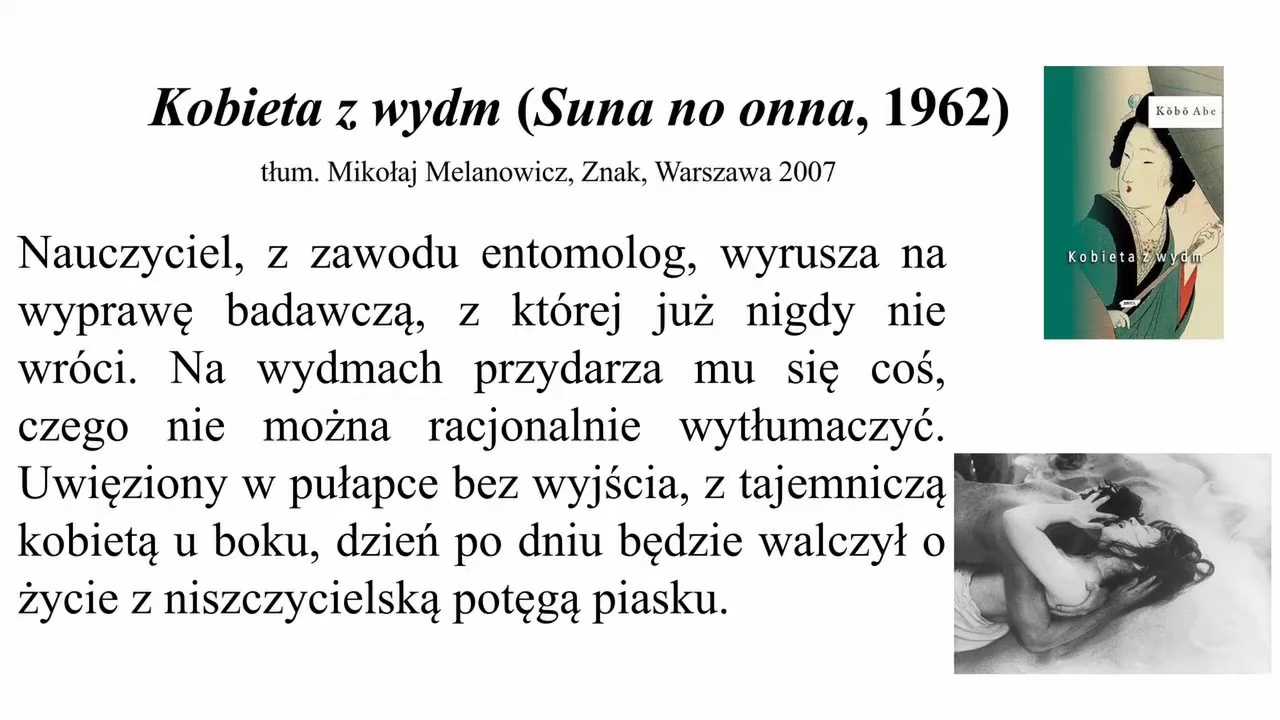 Kobieta z wydm (Suna no onna, 1962)
tłum. Mikołaj Melanowicz, Znak, Warszawa 2007
Nauczyciel, z zawodu entomolog, wyrusza na
wyprawę badawczą, z której już nigdy nie
wróci. Na wydmach przydarza mu się coś,
czego nie można racjonalnie wytłumaczyć.
Uwięziony w pułapce bez wyjścia, z tajemniczą
kobietą u boku, dzień po dniu będzie walczył o
życie z niszczycielską potęgą piasku.
Kōbō Abe
Kobieta z wydm